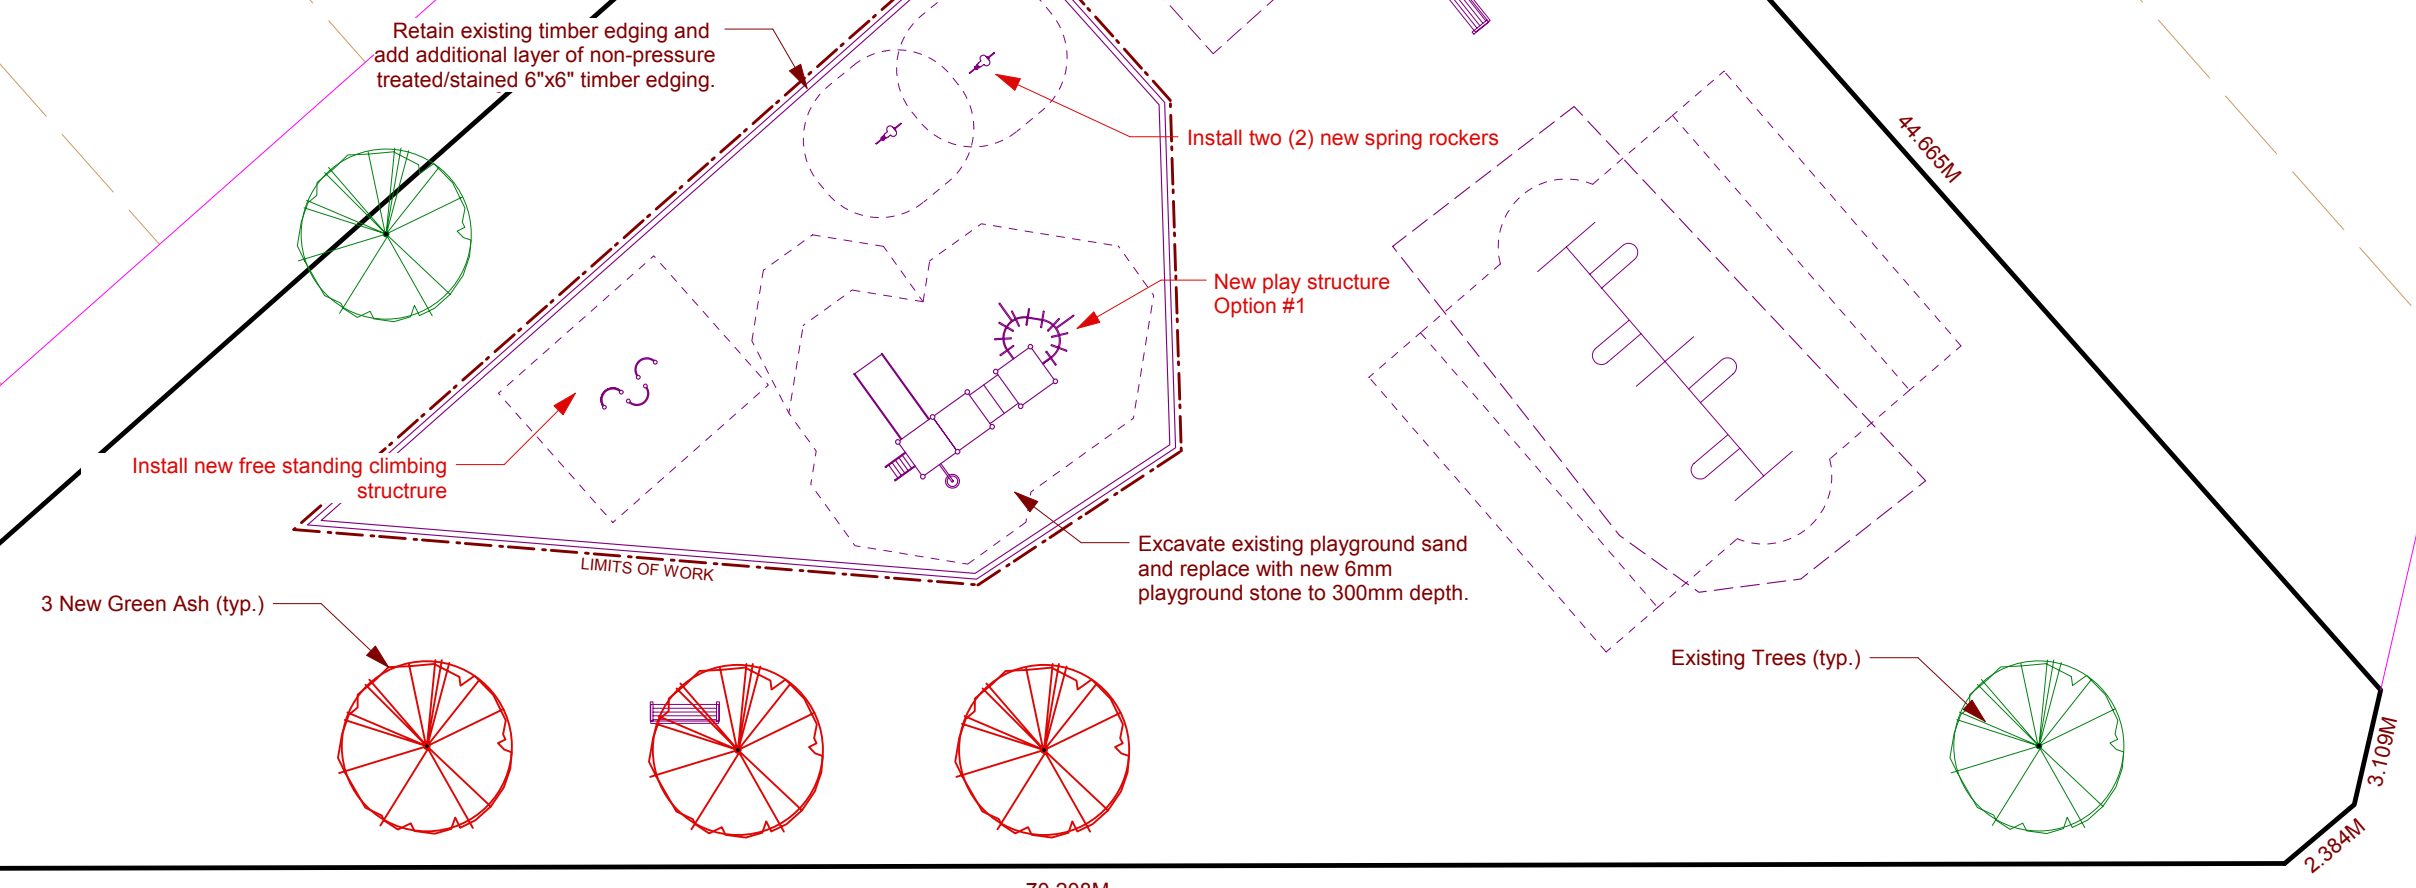 Retain existing timber edging and
add additional layer of non-pressure
treated/stained 6"x6" timber edging.
Install two (2) new spring rockers
44.665M
New play structure
Option #1
Install new free standing climbing
structrure
Excavate existing playground sand
and replace with new 6mm
playground stone to 300mm depth.
LIMITS OF WORK
3 New Green Ash (typ.)
Existing Trees (typ.)
3.109M
2.384M